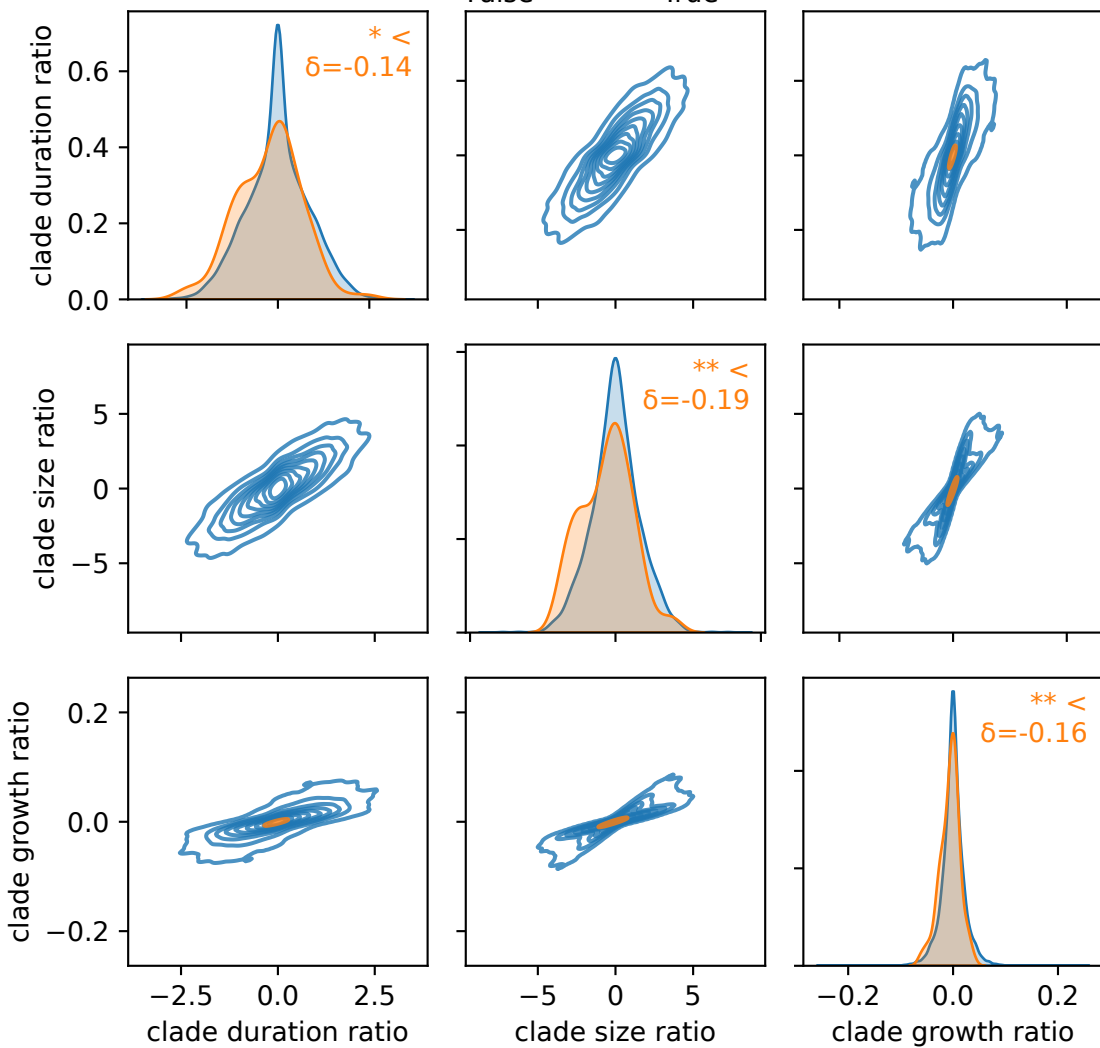 clade duration ratio
0.6
0.4
0.2
0.0
* <
δ=-0.14
clade size ratio
5
0
−5
** <
δ=-0.19
clade growth ratio
0.2
0.0
−0.2
** <
δ=-0.16
−2.5 0.0 2.5
−5 0 5
−0.2 0.0 0.2
clade duration ratio
clade size ratio
clade growth ratio